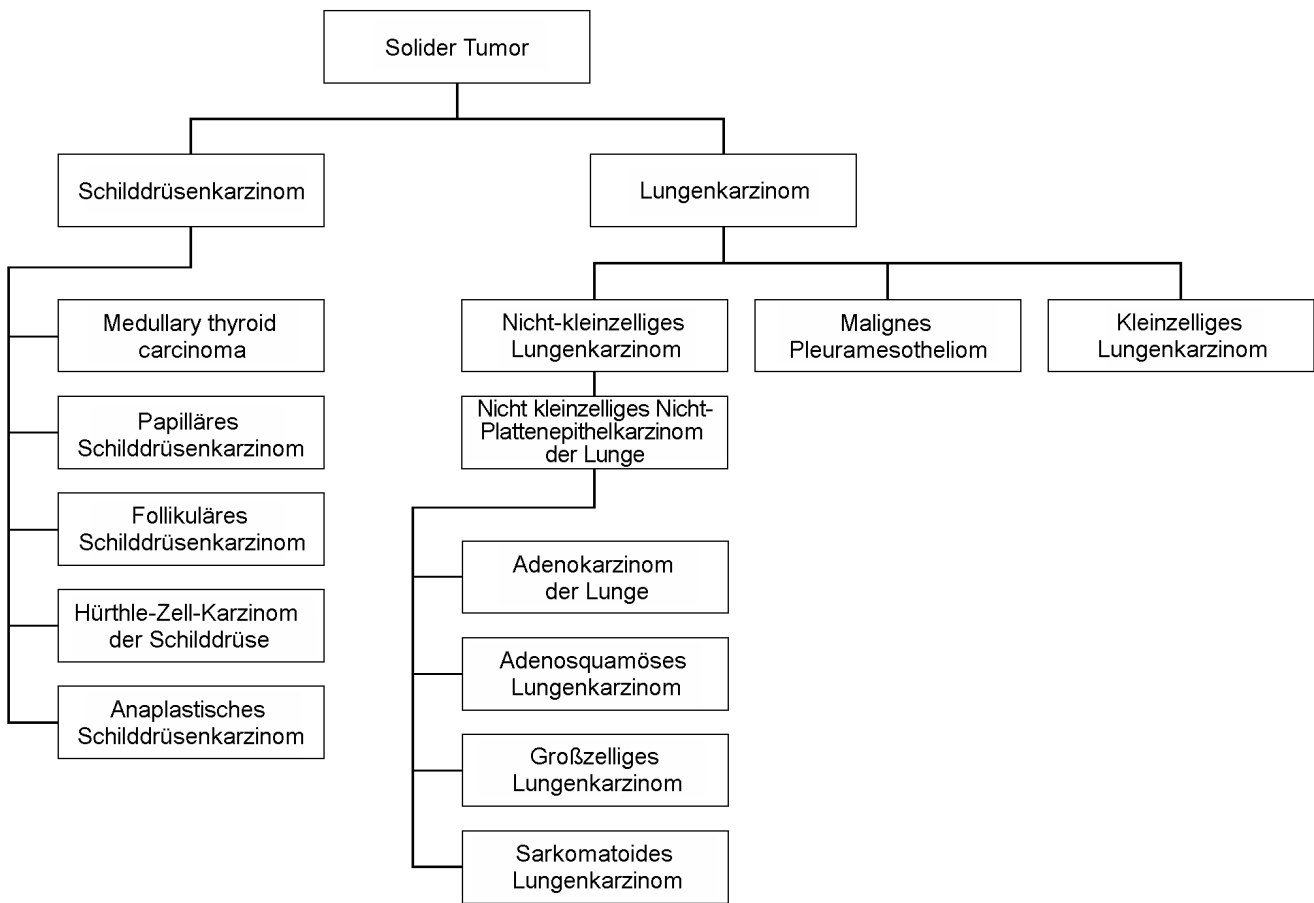 Solider Tumor
Schilddrüsenkarzinom
Lungenkarzinom
Medullary thyroid
carcinoma
Papilläres
Schilddrüsenkarzinom
Follikuläres
Schilddrüsenkarzinom
Hürthle-Zell-Karzinom
der Schilddrüse
Anaplastisches
Schilddrüsenkarzinom
Nicht-kleinzelliges
Lungenkarzinom
Malignes
Pleuramesotheliom
Kleinzelliges
Lungenkarzinom
Nicht kleinzelliges Nicht-
Plattenepithelkarzinom
der Lunge
Adenokarzinom
der Lunge
Adenosquamöses
Lungenkarzinom
Großzelliges
Lungenkarzinom
Sarkomatoides
Lungenkarzinom